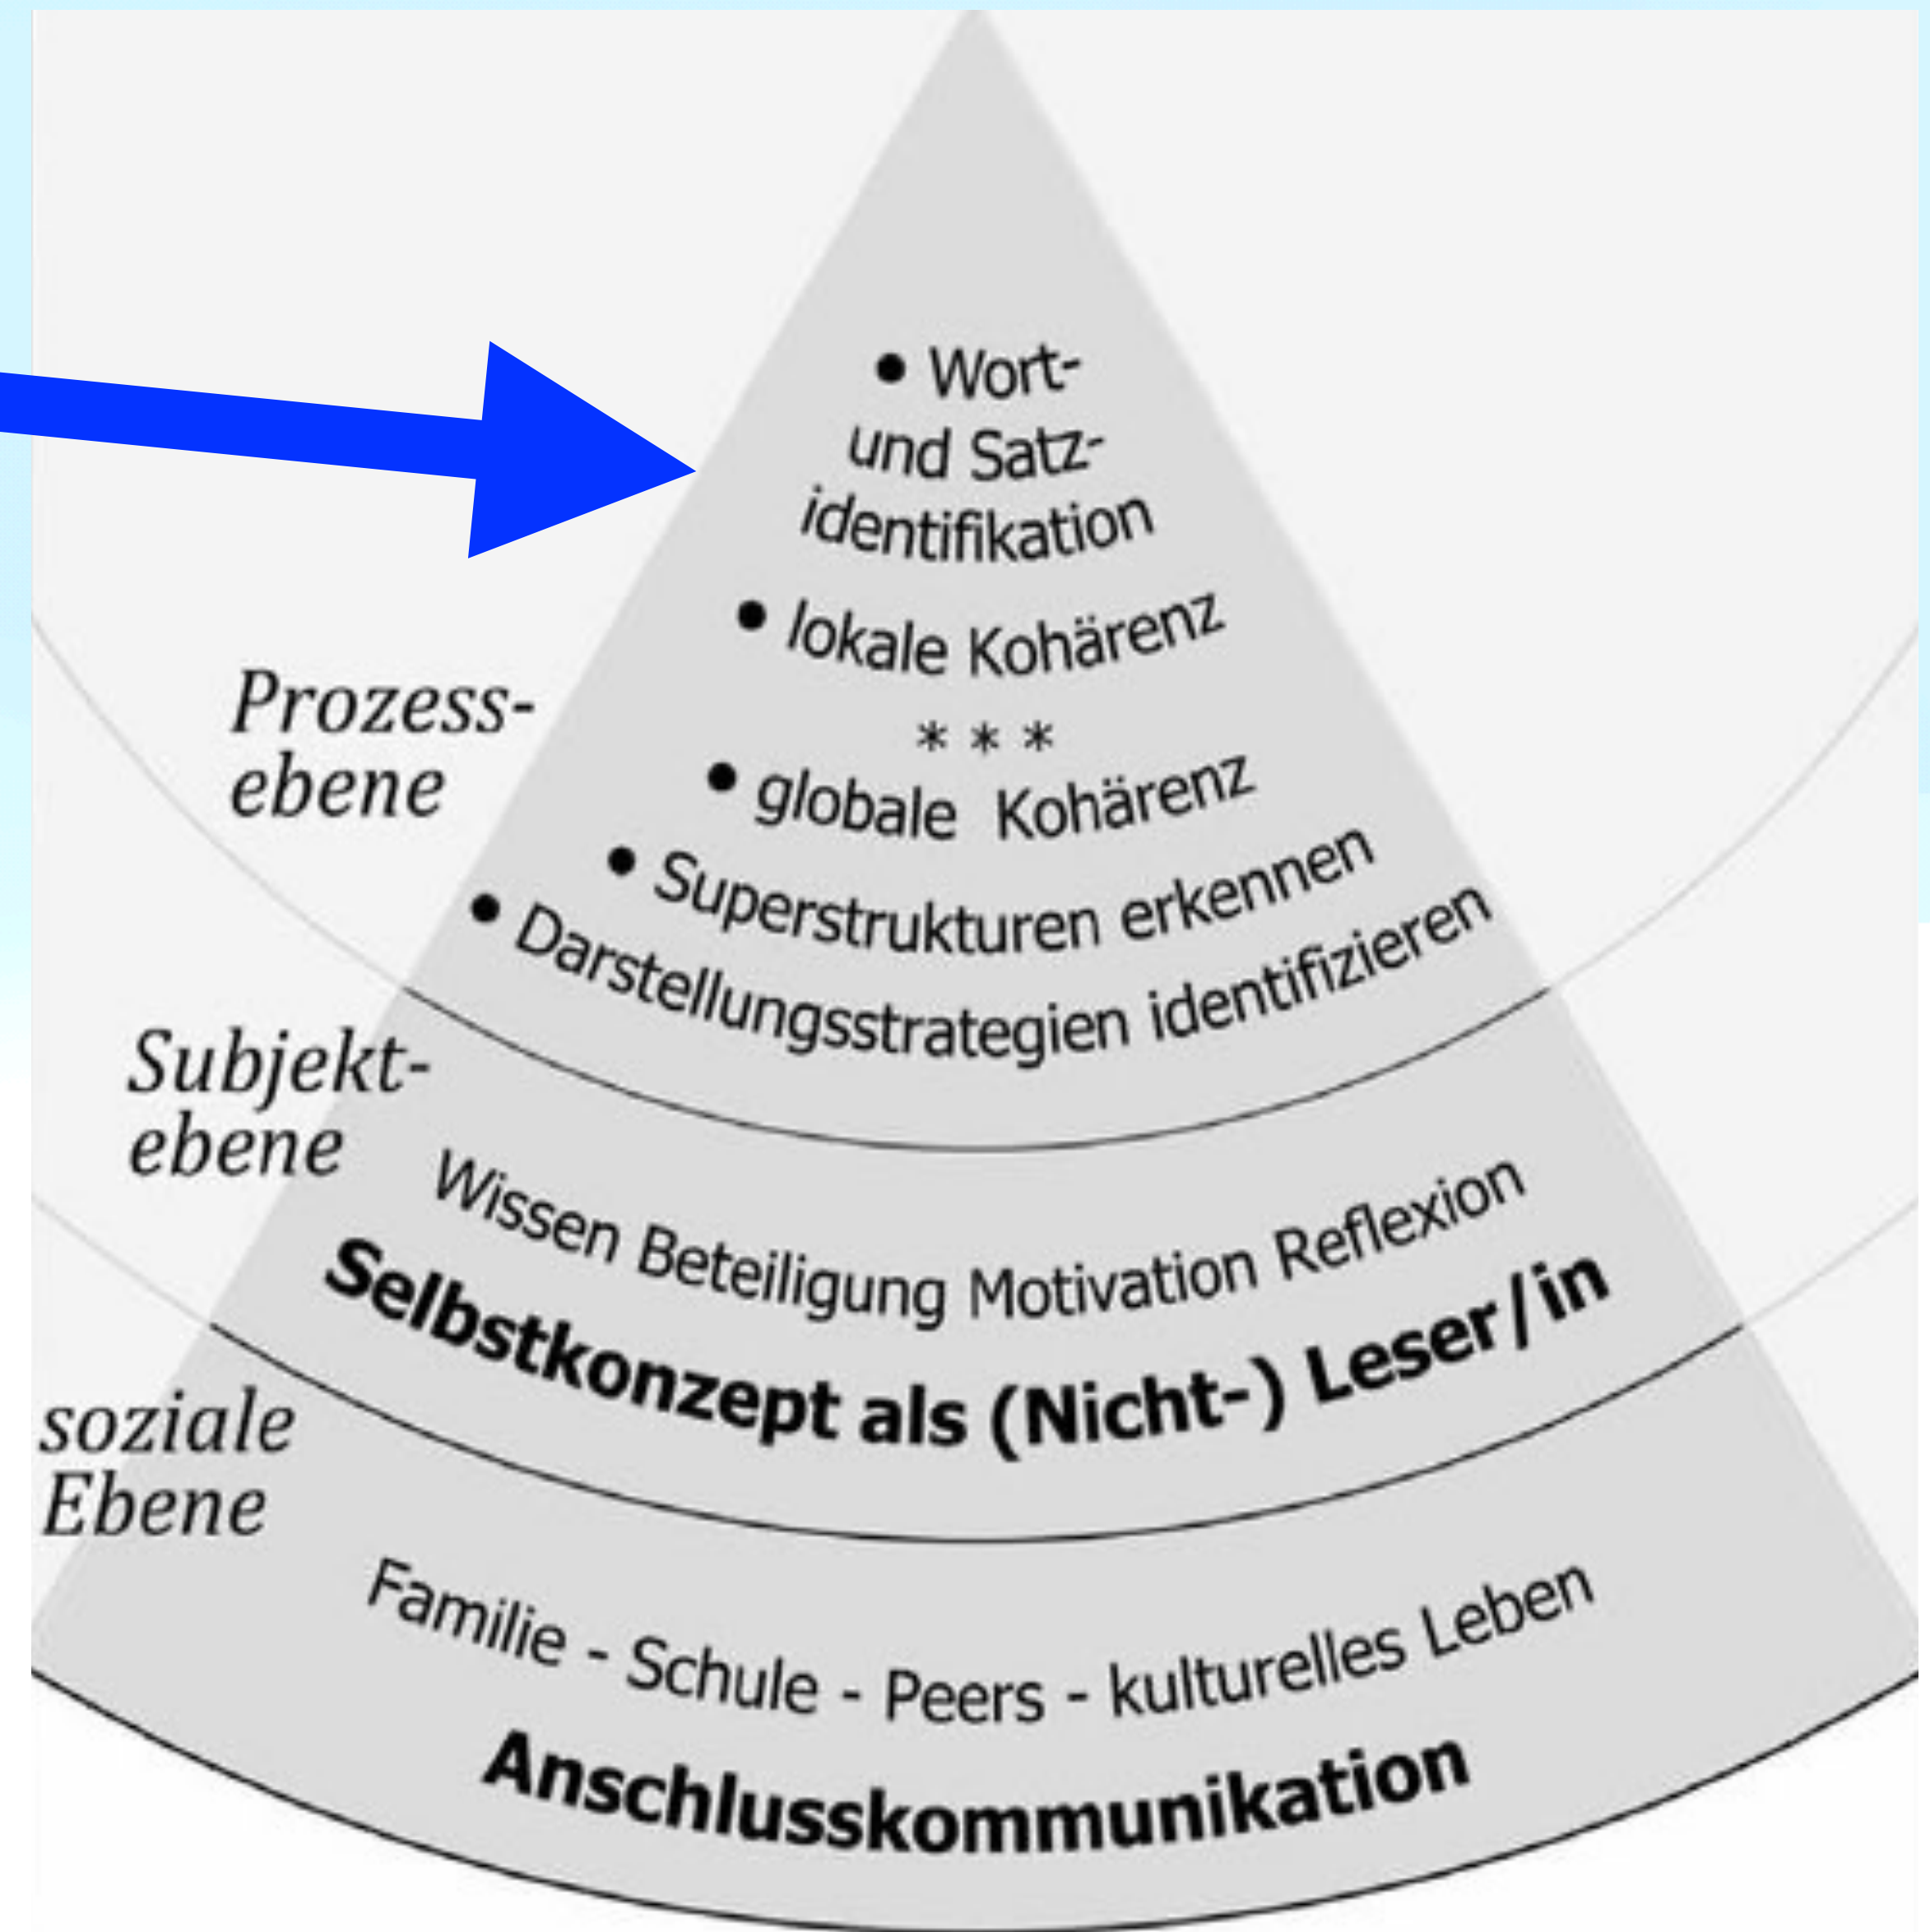 • Wort-
und Satz-
identifikation
• lokale Kohärenz
* * *
• globale Kohärenz
• Superstrukturen erkennen
• Darstellungsstrategien identifizieren
Prozess-
ebene
Subjekt-
ebene
Wissen Beteiligung Motivation Reflexion
Selbstkonzept als (Nicht-) Leser/in
soziale
Ebene
Familie - Schule - Peers - kulturelles Leben
Anschlusskommunikation